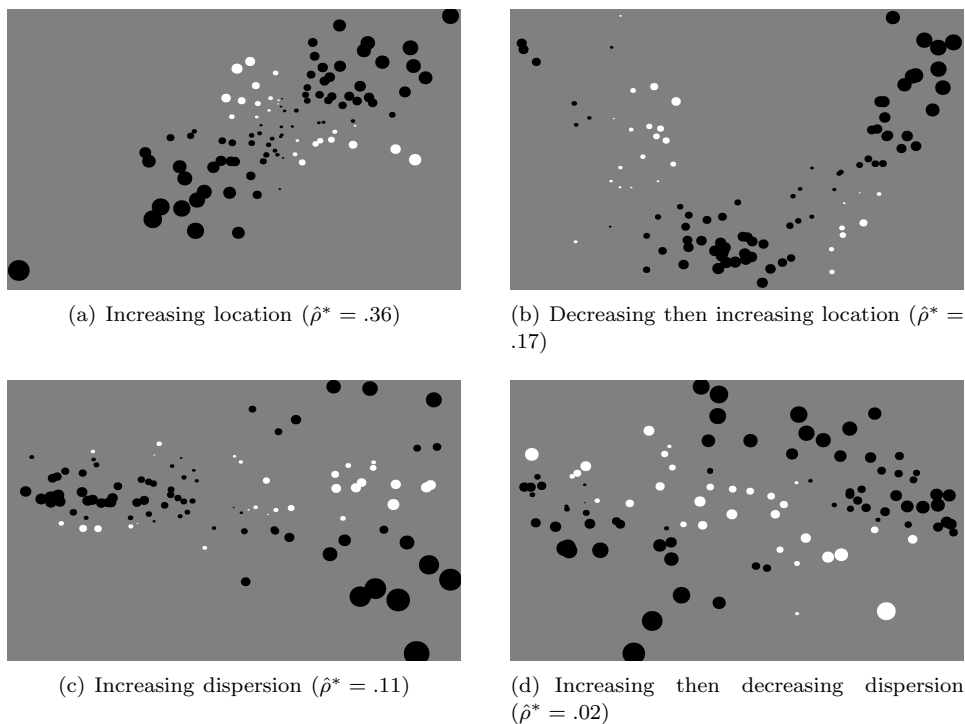 (a) Increasing location (ρ̂* = .36)
(b) Decreasing then increasing location (ρ̂* =
.17)
(c) Increasing dispersion (ρ̂* = .11)
(d) Increasing then decreasing dispersion
(ρ̂* = .02)